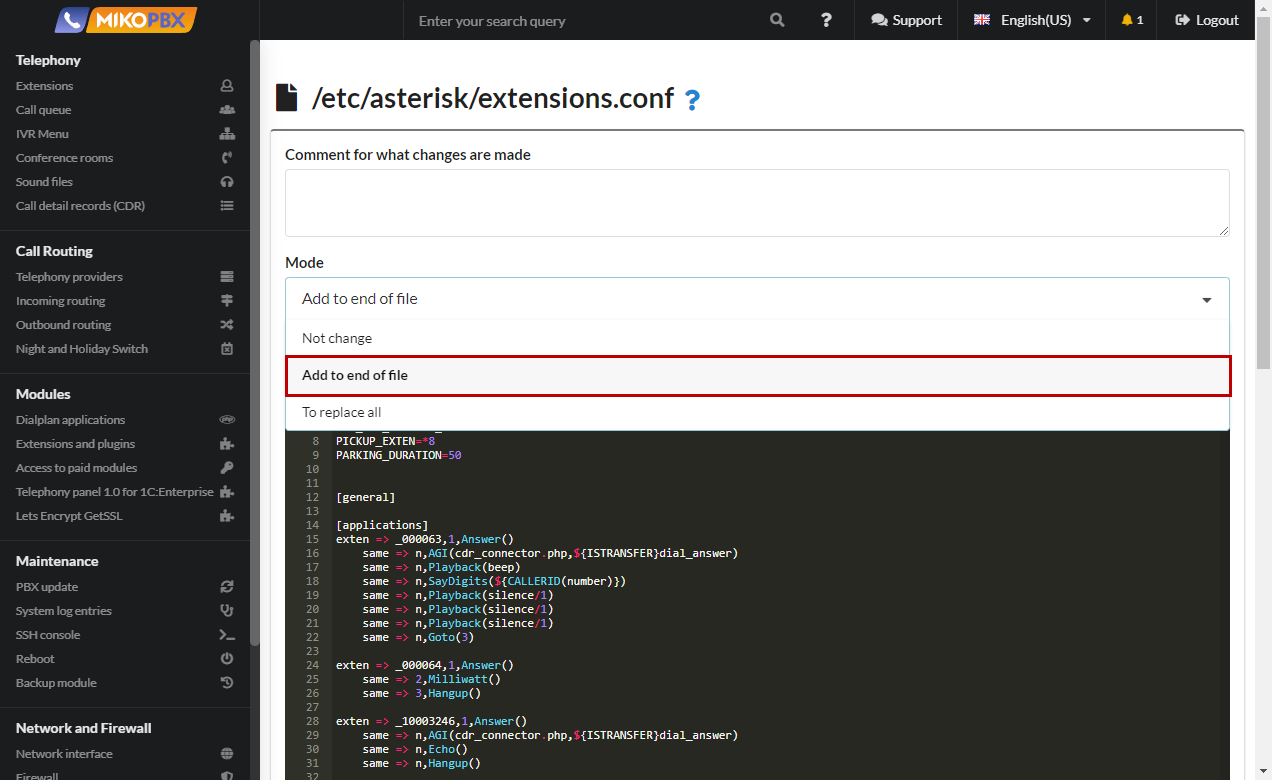 MIKOPBX
Enter your search query
?
Support
English(US)
1
Logout
Telephony
Extensions
Call queue
IVR Menu
Conference rooms
Sound files
Call detail records (CDR)
Call Routing
Telephony providers
Incoming routing
Outbound routing
Night and Holiday Switch
Modules
Dialplan applications
php
Extensions and plugins
Access to paid modules
Telephony panel 1.0 for 1C:Enterprise
Lets Encrypt GetSSL
Maintenance
PBX update
System log entries
SSH console
Reboot
Backup module
Network and Firewall
Network interface
Firewall
/etc/asterisk/extensions.conf ?
Comment for what changes are made
Mode
Add to end of file
Not change
Add to end of file
To replace all
8 PICKUP_EXTEN=*8
9 PARKING_DURATION=50
10
11
12 [general]
13
14 [applications]
15 exten => _000063,1,Answer()
16 same => n,AGI(cdr_connector.php,${ISTRANSFER}dial_answer)
17 same => n,Playback(beep)
18 same => n,SayDigits(${CALLERID(number)})
19 same => n,Playback(silence/1)
20 same => n,Playback(silence/1)
21 same => n,Playback(silence/1)
22 same => n,Goto(3)
23
24 exten => _000064,1,Answer()
25 same => 2,Milliwatt()
26 same => 3,Hangup()
27
28 exten => _10003246,1,Answer()
29 same => n,AGI(cdr_connector.php,${ISTRANSFER}dial_answer)
30 same => n,Echo()
31 same => n,Hangup()
32